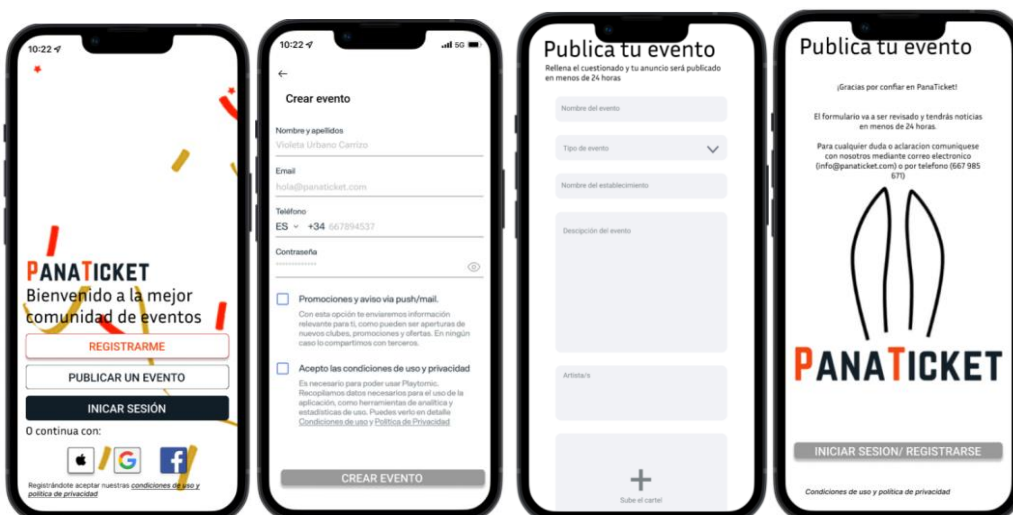 10:22
PANATICKET
Bienvenido a la mejor
comunidad de eventos
REGISTRARME
PUBLICAR UN EVENTO
INICAR SESIÓN
O continua con:
Registrándote aceptar nuestras condiciones de uso y
política de privacidad
10:22
5G
Crear evento
Nombre y apellidos
Violeta Urbano Carrizo
Email
hola@panaticket.com
Teléfono
ES +34 667894537
Contraseña
Promociones y aviso via push/mail.
Con esta opción te enviaremos información
relevante para ti, como pueden ser aperturas de
nuevos clubes, promociones y ofertas. En ningún
caso lo compartimos con terceros.
Acepto las condiciones de uso y privacidad
Es necesario para poder usar Playtomic.
Recopilamos datos necesarios para el uso de la
aplicación, como herramientas de analítica y
estadísticas de uso. Puedes verlo en detalle
Condiciones de uso y Política de Privacidad
CREAR EVENTO
Publica tu evento
Rellena el cuestionado y tu anuncio será publicado
en menos de 24 horas
Nombre del evento
Tipo de evento
Nombre del establecimiento
Descipción del evento
Artista/s
Sube el cartel
Publica tu evento
¡Gracias por confiar en PanaTicket!
El formulario va a ser revisado y tendrás noticias
en menos de 24 horas.
Para cualquier duda o aclaracion comuniquese
con nosotros mediante correo electronico
(info@panaticket.com) o por telefono (667 985
671)
PANATICKET
INICIAR SESION/ REGISTRARSE
Condiciones de uso y política de privacidad